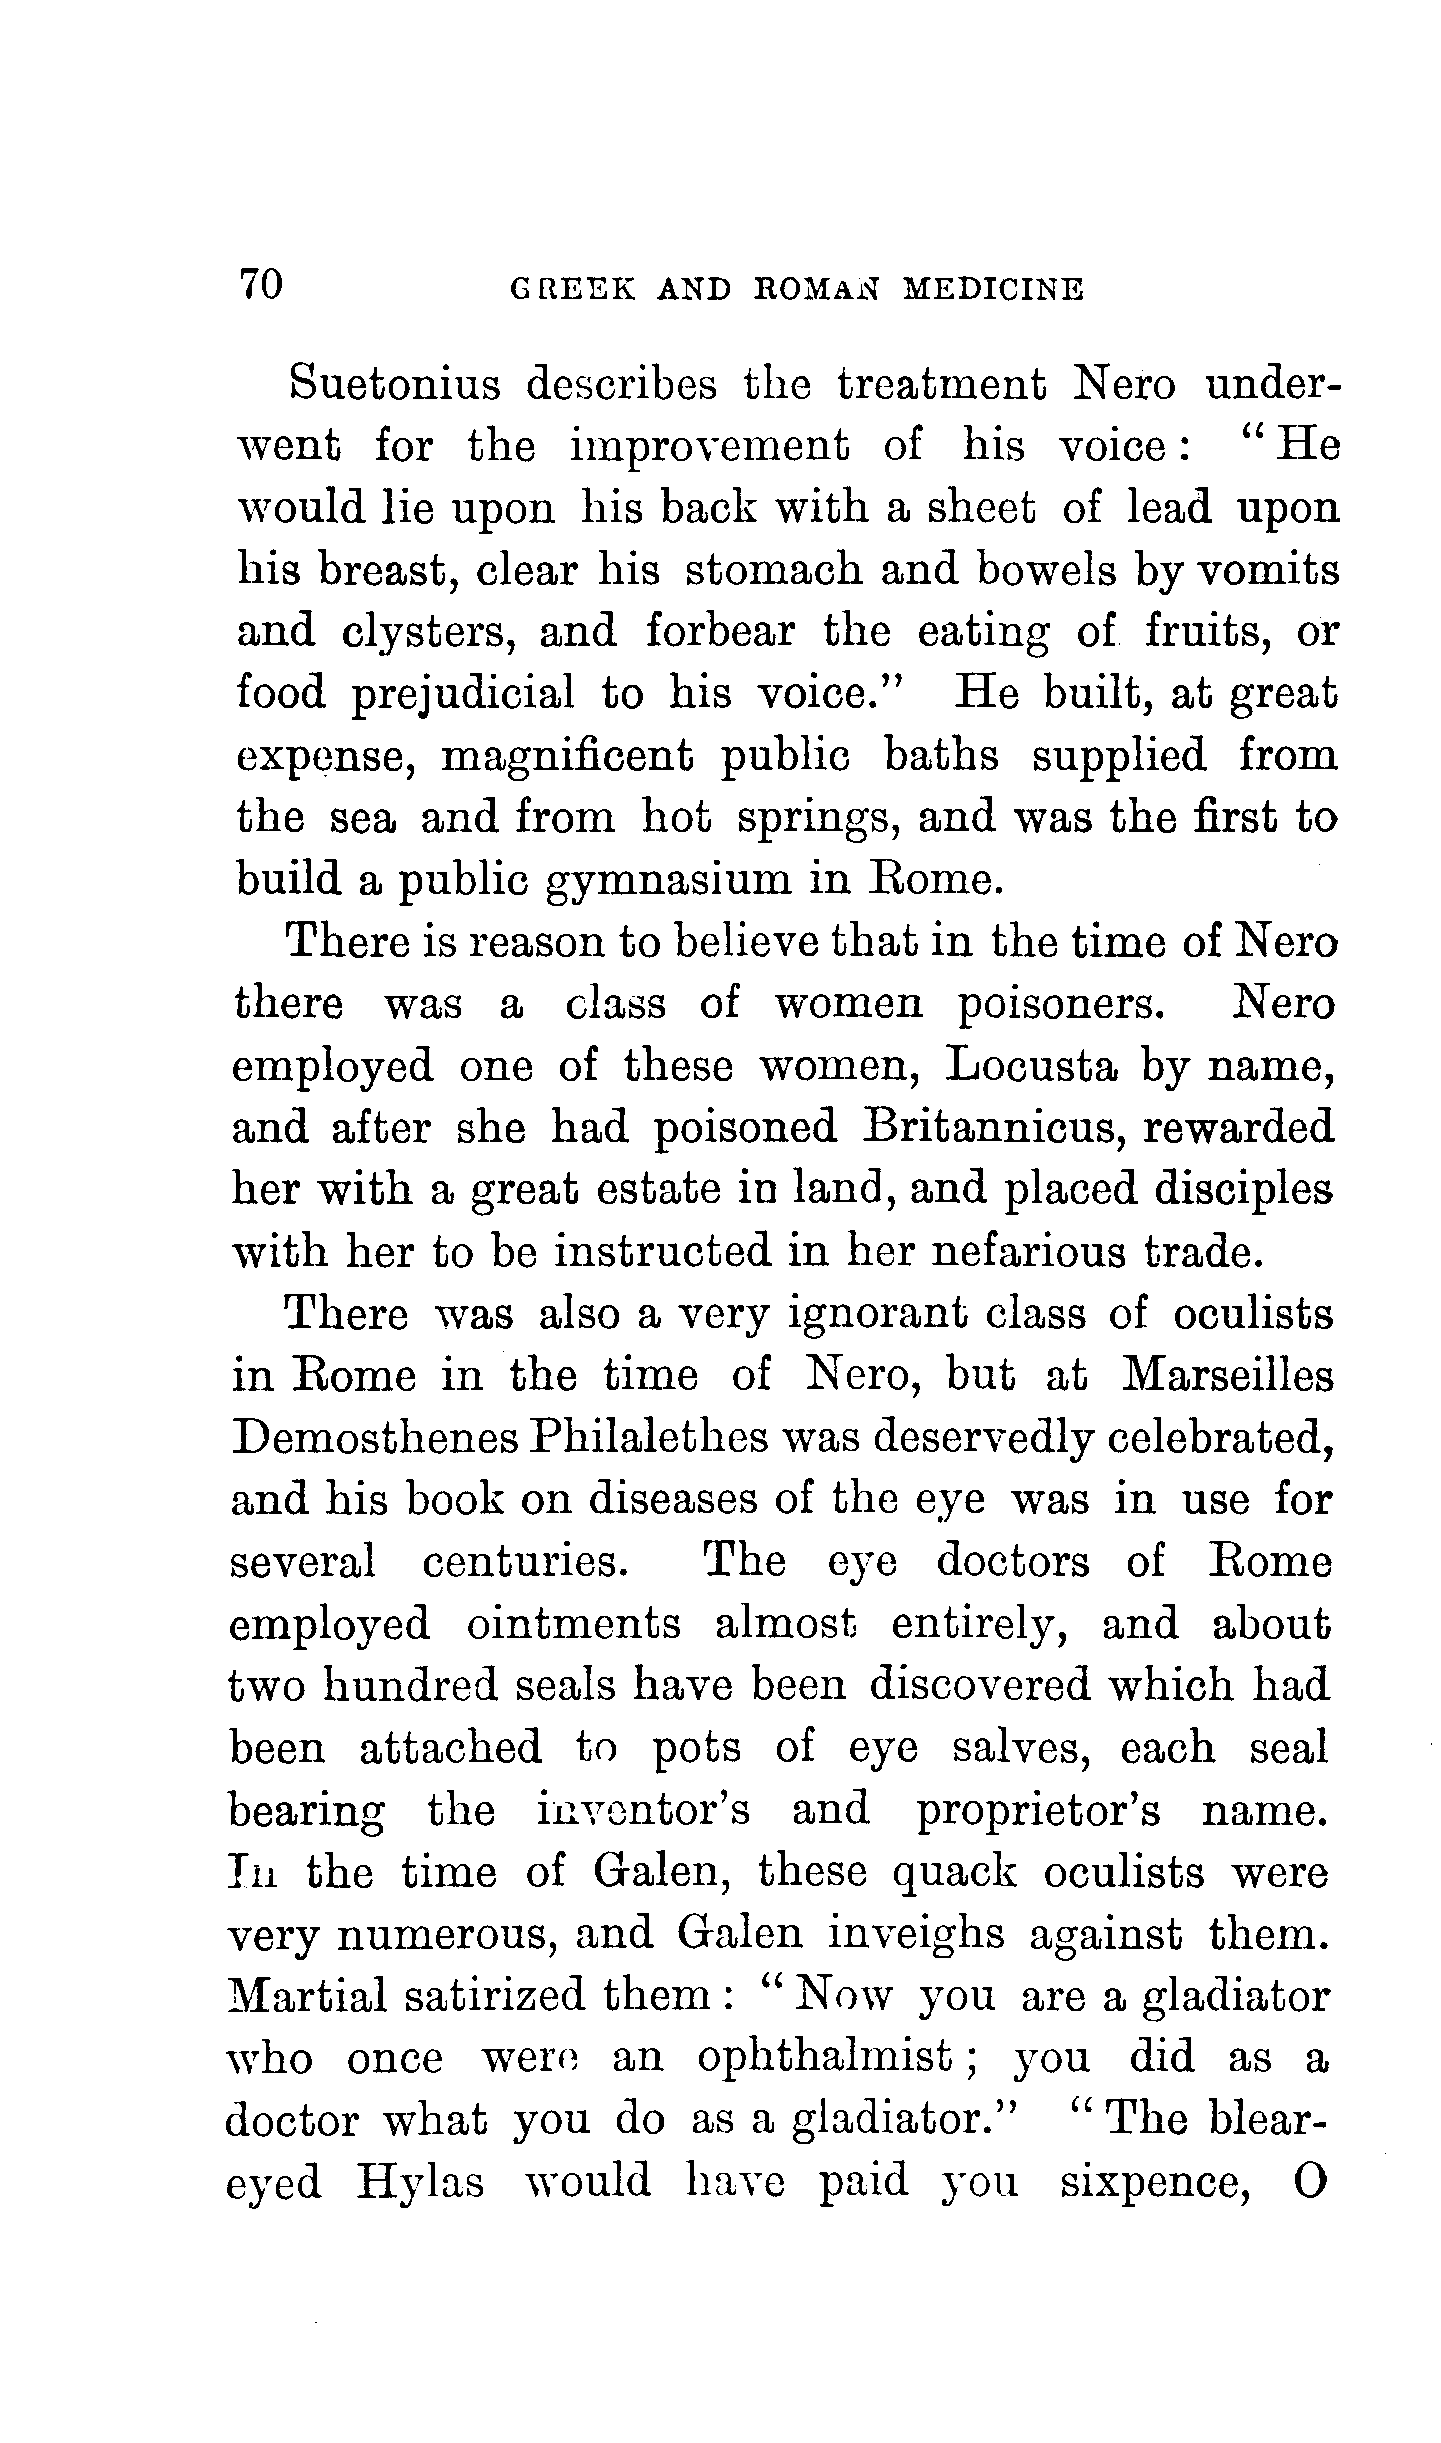 70 GREEK AND ROMAN MEDICINE
Suetonius describes the treatment Nero under-
went for the improvement of his voice : “ He
would lie upon his back with a sheet of lead upon
his breast, clear his stomach and bowels by vomits
and clysters, and forbear the eating of fruits, or
food prejudicial to his voice.” He built, at great
expense, magnificent public baths supplied from
the sea and from hot springs, and was the first to
build a public gymnasium in Rome.
There is reason to believe that in the time of Nero
there was a class of women poisoners. Nero
employed one of these women, Locusta by name,
and after she had poisoned Britannicus, rewarded
her with a great estate in land, and placed disciples
with her to be instructed in her nefarious trade.
There was also a very ignorant class of oculists
in Rome in the time of Nero, but at Marseilles
Demosthenes Philalethes was deservedly celebrated,
and his book on diseases of the eye was in use for
several centuries. The eye doctors of Rome
employed ointments almost entirely, and about
two hundred seals have been discovered which had
been attached to pots of eye salves, each seal
bearing the inventor’s and proprietor’s name.
In the time of Galen, these quack oculists were
very numerous, and Galen inveighs against them.
Martial satirized them : “ Now you are a gladiator
who once were an ophthalmist ; you did as a
doctor what you do as a gladiator.” “ The blear-
eyed Hylas would have paid you sixpence, O